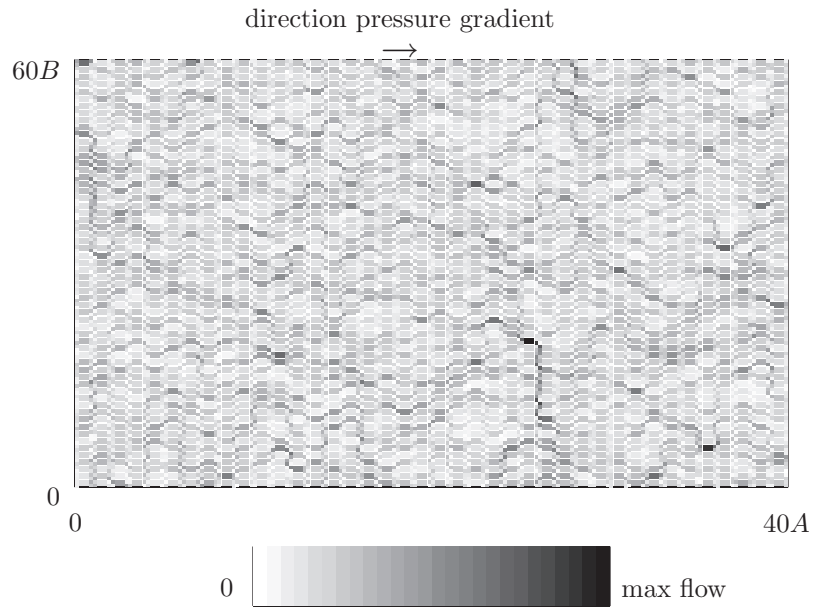 direction pressure gradient
→
60B
0
0
40A
0
max flow